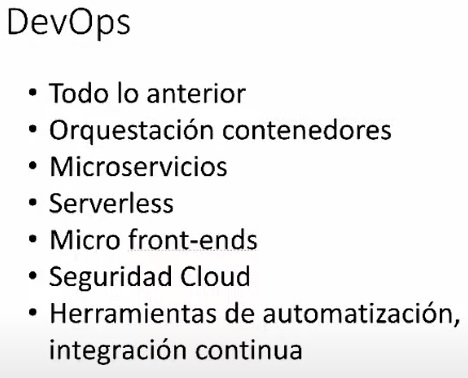 DevOps
• Todo lo anterior
• Orquestación contenedores
• Microservicios
• Serverless
• Micro front-ends
• Seguridad Cloud
• Herramientas de automatización,
integración continua